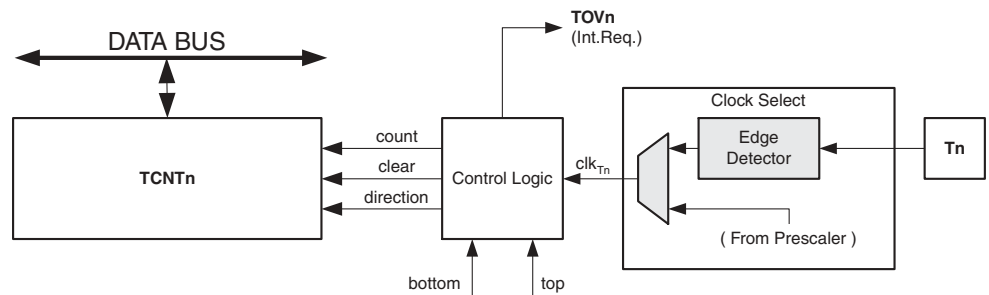 TOVn
(Int.Req.)
DATA BUS
Clock Select
TCNTn
count
clear
direction
Control Logic
clkTn
Edge
Detector
Tn
( From Prescaler )
bottom
top